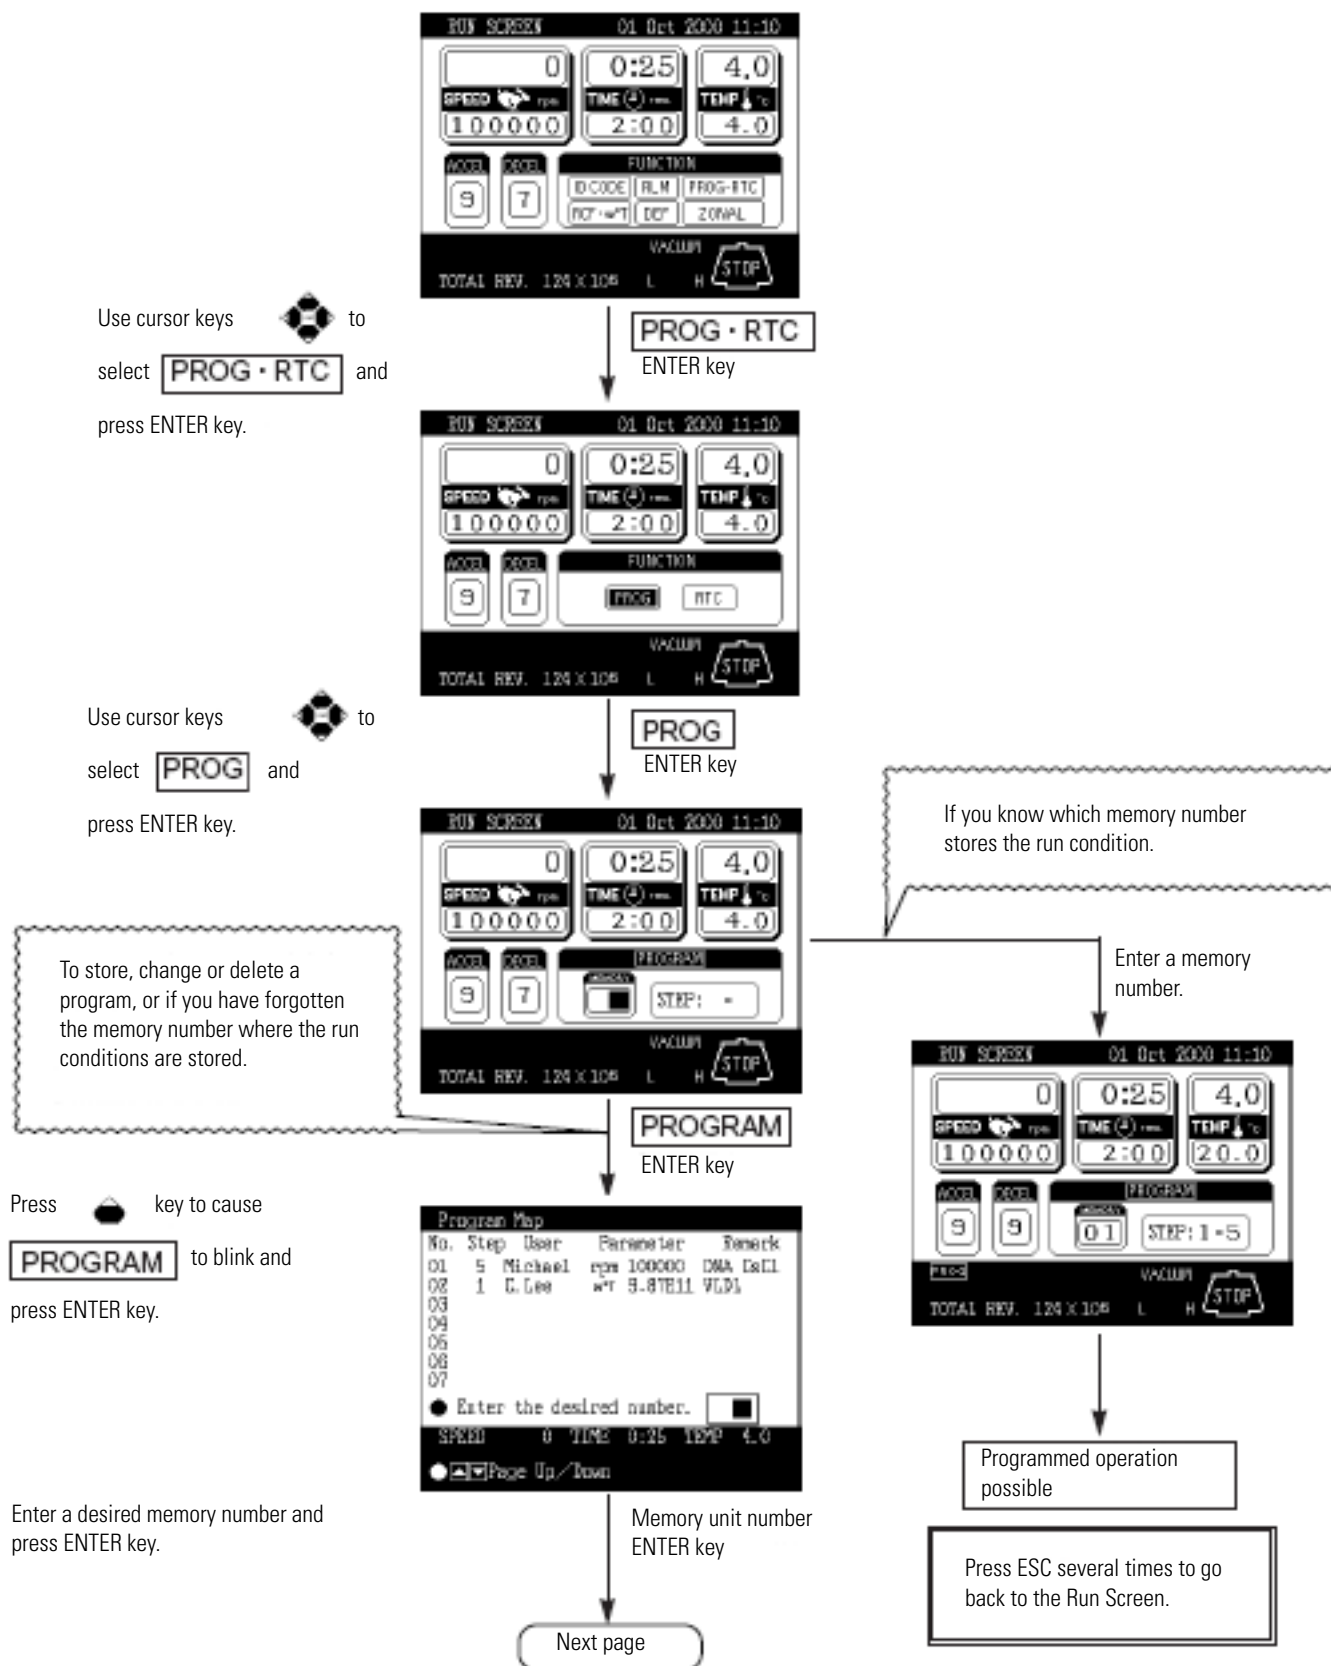 RUN SCREEN 01 Oct 2000 11:10
0 0:25 4.0
SPEED rpm TIME TEMP °C
100000 2:00 4.0
ACCEL DECEL FUNCTION
9 7 ID CODE RLM PROG·RTC
DEF ZONAL
VACUUM
TOTAL REV. 124×10⁶ L H STOP
Use cursor keys to
select PROG · RTC and
press ENTER key.
PROG · RTC
ENTER key
RUN SCREEN 01 Oct 2000 11:10
0 0:25 4.0
SPEED rpm TIME TEMP °C
100000 2:00 4.0
ACCEL DECEL FUNCTION
9 7 PROG RTC
VACUUM
TOTAL REV. 124×10⁶ L H STOP
Use cursor keys to
select PROG and
press ENTER key.
PROG
ENTER key
RUN SCREEN 01 Oct 2000 11:10
0 0:25 4.0
SPEED rpm TIME TEMP °C
100000 2:00 4.0
ACCEL DECEL PROGRAM
MEMORY
9 7 STEP: -
VACUUM
TOTAL REV. 124×10⁶ L H STOP
If you know which memory number
stores the run condition.
To store, change or delete a
program, or if you have forgotten
the memory number where the run
conditions are stored.
Enter a memory
number.
PROGRAM
ENTER key
Press key to cause
PROGRAM to blink and
press ENTER key.
Program Map
No. Step User Parameter Remark
01 5 Michael rpm 100000 DNA CsCl
02 1 C.Lee 9.87E11 VLDL
03
04
05
06
07
Enter the desired number.
SPEED 0 TIME 0:25 TEMP 4.0
Page Up/Down
RUN SCREEN 01 Oct 2000 11:10
0 0:25 4.0
SPEED rpm TIME TEMP °C
100000 2:00 20.0
ACCEL DECEL PROGRAM
MEMORY
9 9 01 STEP: 1-5
PROG
VACUUM
TOTAL REV. 124×10⁶ L H STOP
Programmed operation
possible
Press ESC several times to go
back to the Run Screen.
Enter a desired memory number and
press ENTER key.
Memory unit number
ENTER key
Next page